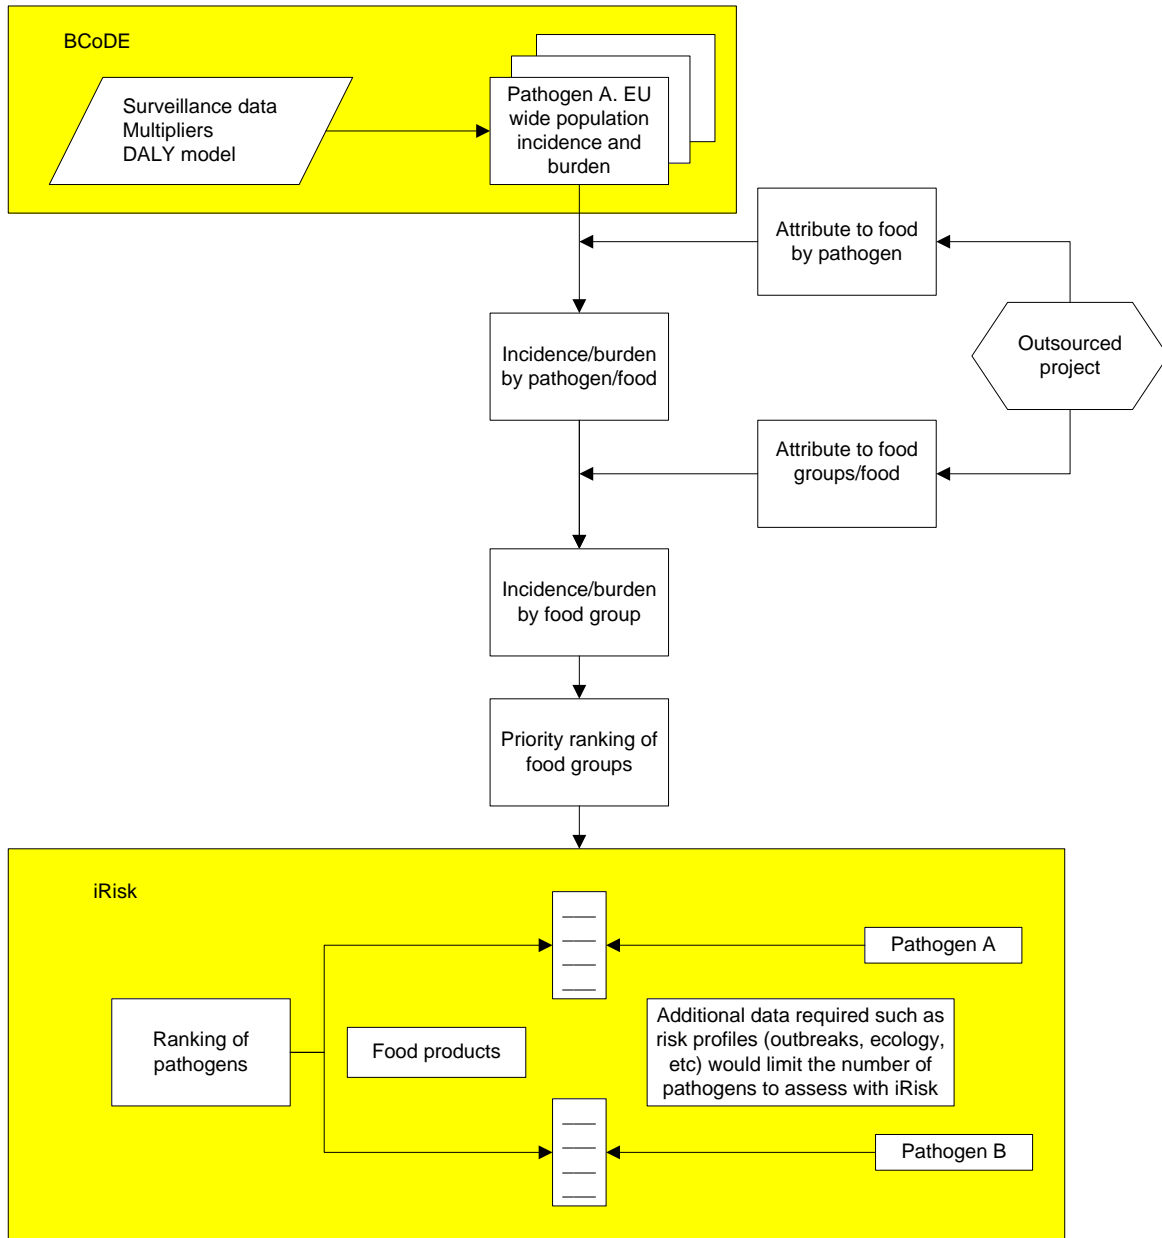 BCoDE
Surveillance data
Multipliers
DALY model
Pathogen A. EU
wide population
incidence and
burden
Attribute to food
by pathogen
Outsourced
project
Incidence/burden
by pathogen/food
Attribute to food
groups/food
Incidence/burden
by food group
Priority ranking of
food groups
iRisk
Pathogen A
Ranking of
pathogens
Food products
Additional data required such as
risk profiles (outbreaks, ecology,
etc) would limit the number of
pathogens to assess with iRisk
Pathogen B